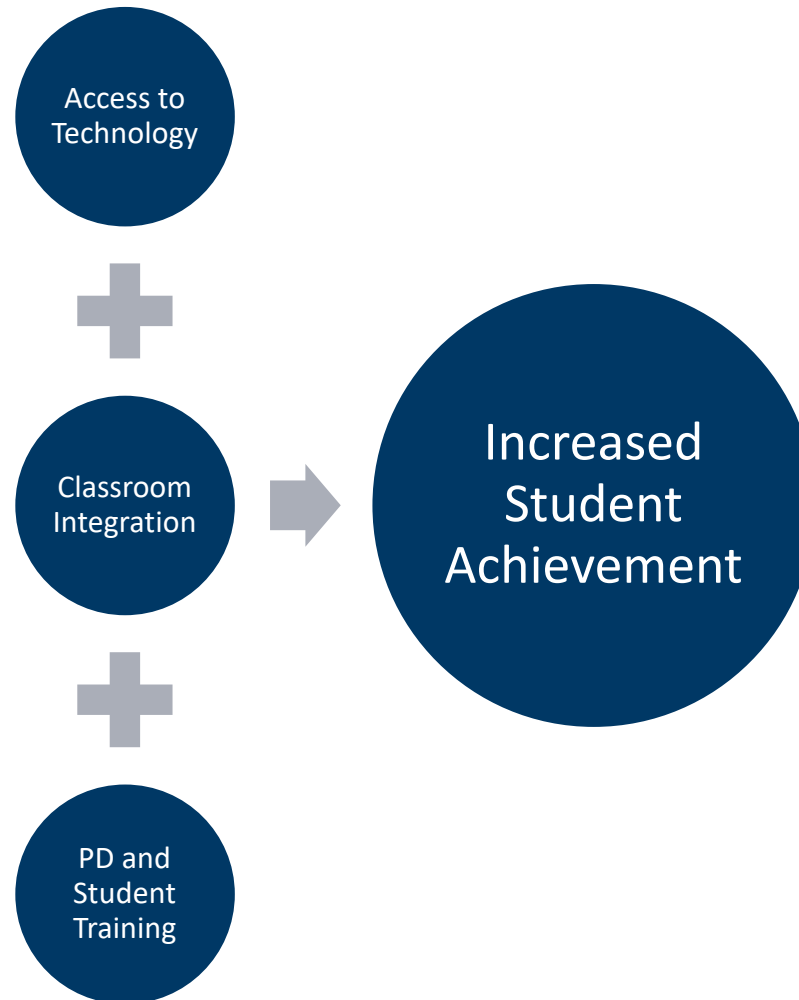 Access to
Technology
Classroom
Integration
Increased
Student
Achievement
PD and
Student
Training